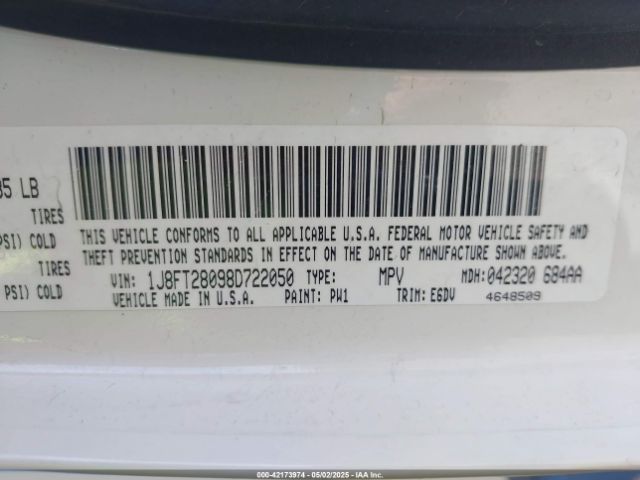 85 LB
TIRES
PSI) COLD
TIRES
PSI) COLD
THIS VEHICLE CONFORMS TO ALL APPLICABLE U.S.A. FEDERAL MOTOR VEHICLE SAFETY AND
THEFT PREVENTION STANDARDS IN EFFECT ON THE DATE OF MANUFACTURE SHOWN ABOVE.
VIN: 1J8FT28098D722050 TYPE: MPV MDH: 042320 684AA
VEHICLE MADE IN U.S.A. PAINT: PW1 TRIM: E6DV 4648509
000-42173974 - 05/02/2025 - IAA, Inc.